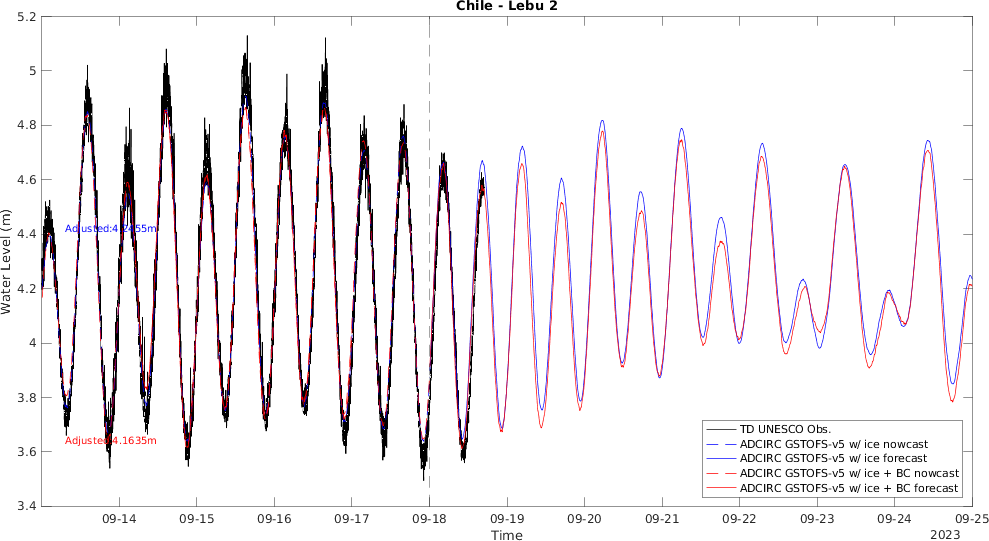 Chile - Lebu 2
5.2
5
4.8
4.6
4.4
4.2
4
3.8
3.6
3.4
Water Level (m)
Adjusted:4.2455m
Adjusted:4.1635m
TD UNESCO Obs.
ADCIRC GSTOFS-v5 w/ ice nowcast
ADCIRC GSTOFS-v5 w/ ice forecast
ADCIRC GSTOFS-v5 w/ ice + BC nowcast
ADCIRC GSTOFS-v5 w/ ice + BC forecast
09-14 09-15 09-16 09-17 09-18 09-19 09-20 09-21 09-22 09-23 09-24 09-25
Time
2023